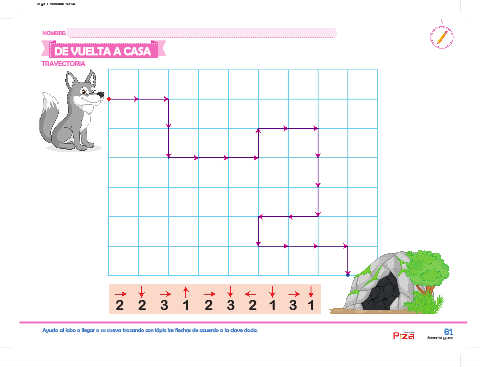 NOMBRE:
DE VUELTA A CASA
TRAYECTORIA
→ ↓ → ↑ → ↓ ← ↓ → ↓
2 2 3 1 2 3 2 1 3 1
Ayuda al lobo a llegar a su cueva trazando con lápiz las flechas de acuerdo a la clave dada.
61